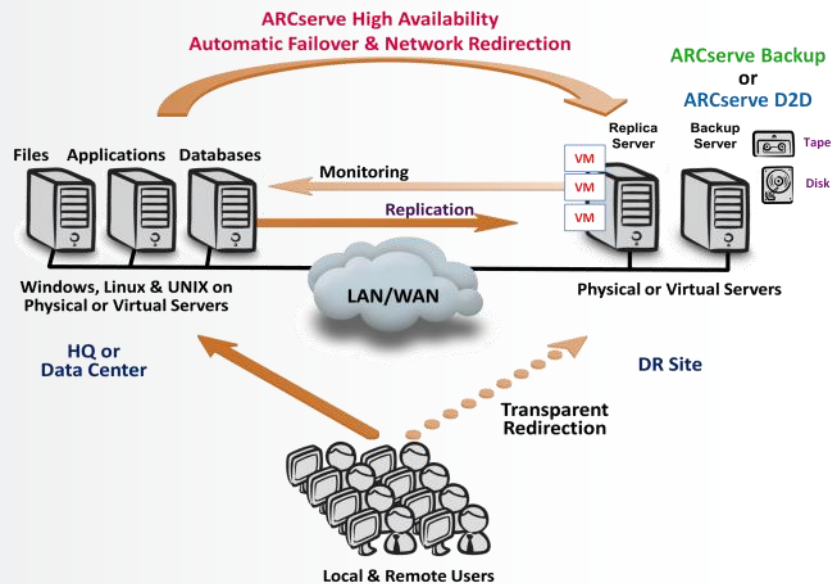 ARCserve High Availability
Automatic Failover & Network Redirection
ARCserve Backup
or
ARCserve D2D
Files Applications Databases
Replica
Server
Backup
Server
Tape
Disk
VM
VM
VM
Monitoring
Replication
LAN/WAN
Windows, Linux & UNIX on
Physical or Virtual Servers
Physical or Virtual Servers
HQ or
Data Center
DR Site
Transparent
Redirection
Local & Remote Users